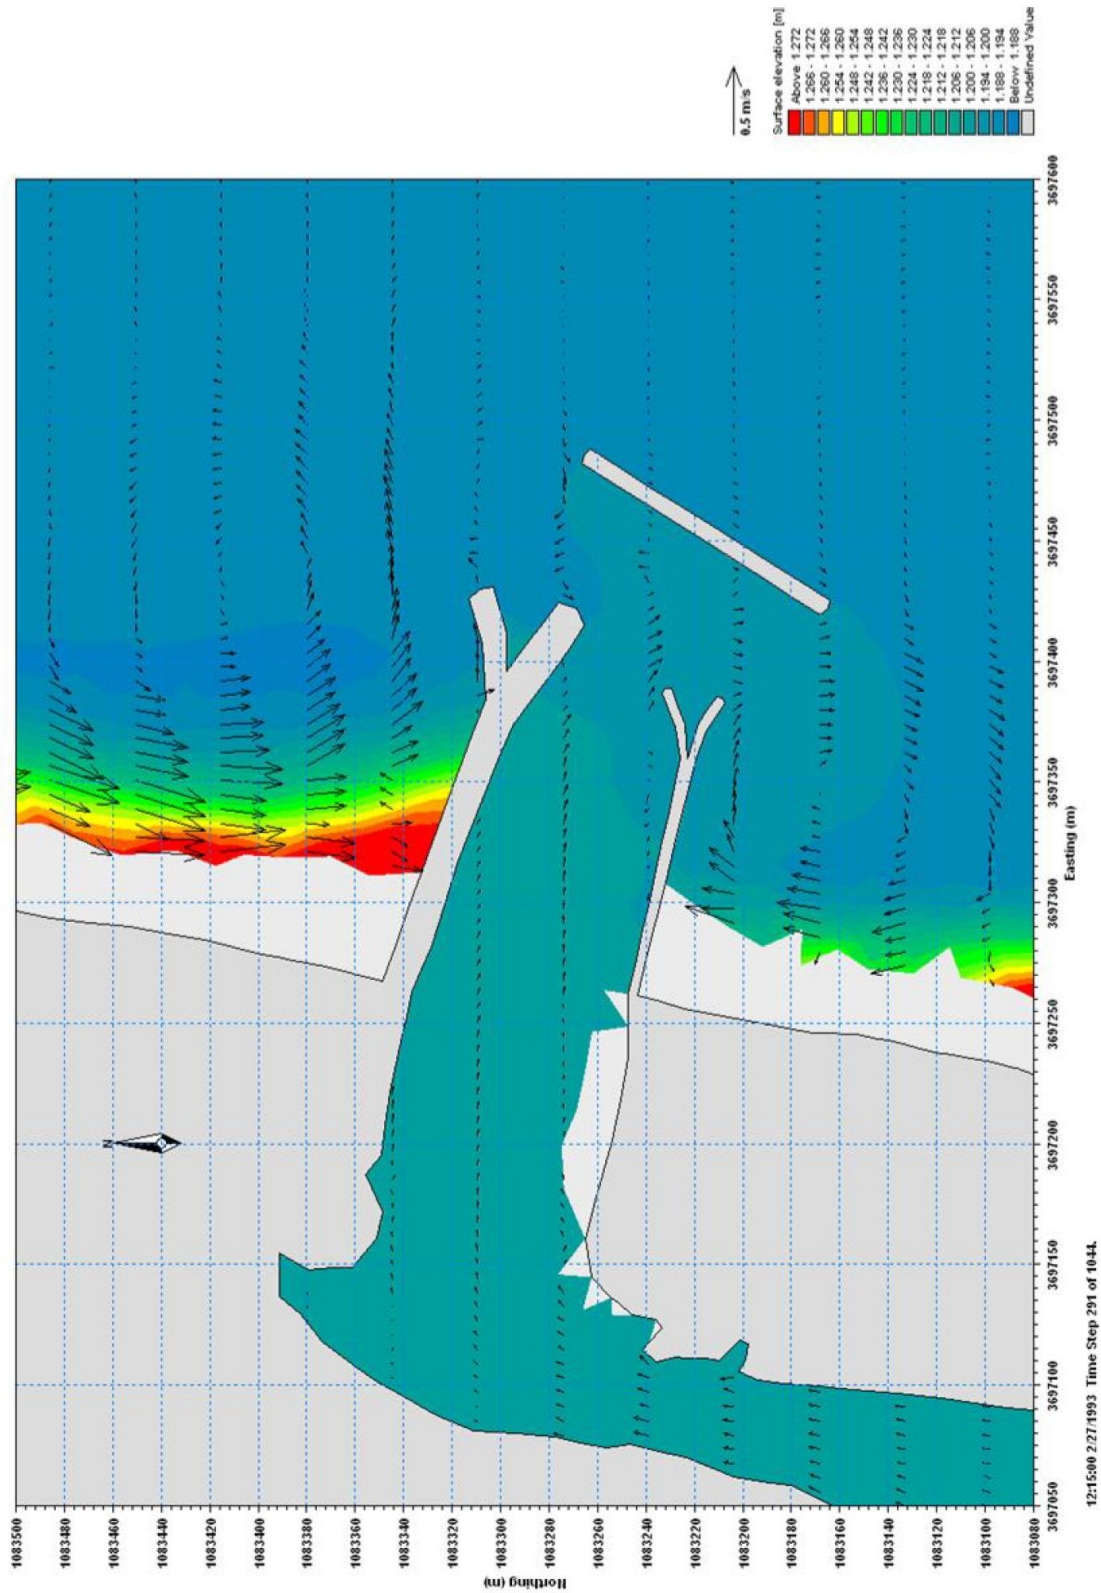 Northing (m)
1083500
1083480
1083460
1083440
1083420
1083400
1083380
1083360
1083340
1083320
1083300
1083280
1083260
1083240
1083220
1083200
1083180
1083160
1083140
1083120
1083100
1083080
N
3697050
3697100
3697150
3697200
3697250
3697300
3697350
3697400
3697450
3697500
3697550
3697600
Easting (m)
0.5 m/s
Surface elevation [m]
Above 1.272
1.266 - 1.272
1.260 - 1.266
1.254 - 1.260
1.248 - 1.254
1.242 - 1.248
1.236 - 1.242
1.230 - 1.236
1.224 - 1.230
1.218 - 1.224
1.212 - 1.218
1.206 - 1.212
1.200 - 1.206
1.194 - 1.200
1.188 - 1.194
Below 1.188
Undefined Value
12:15:00 2/27/1993 Time Step 291 of 1044.